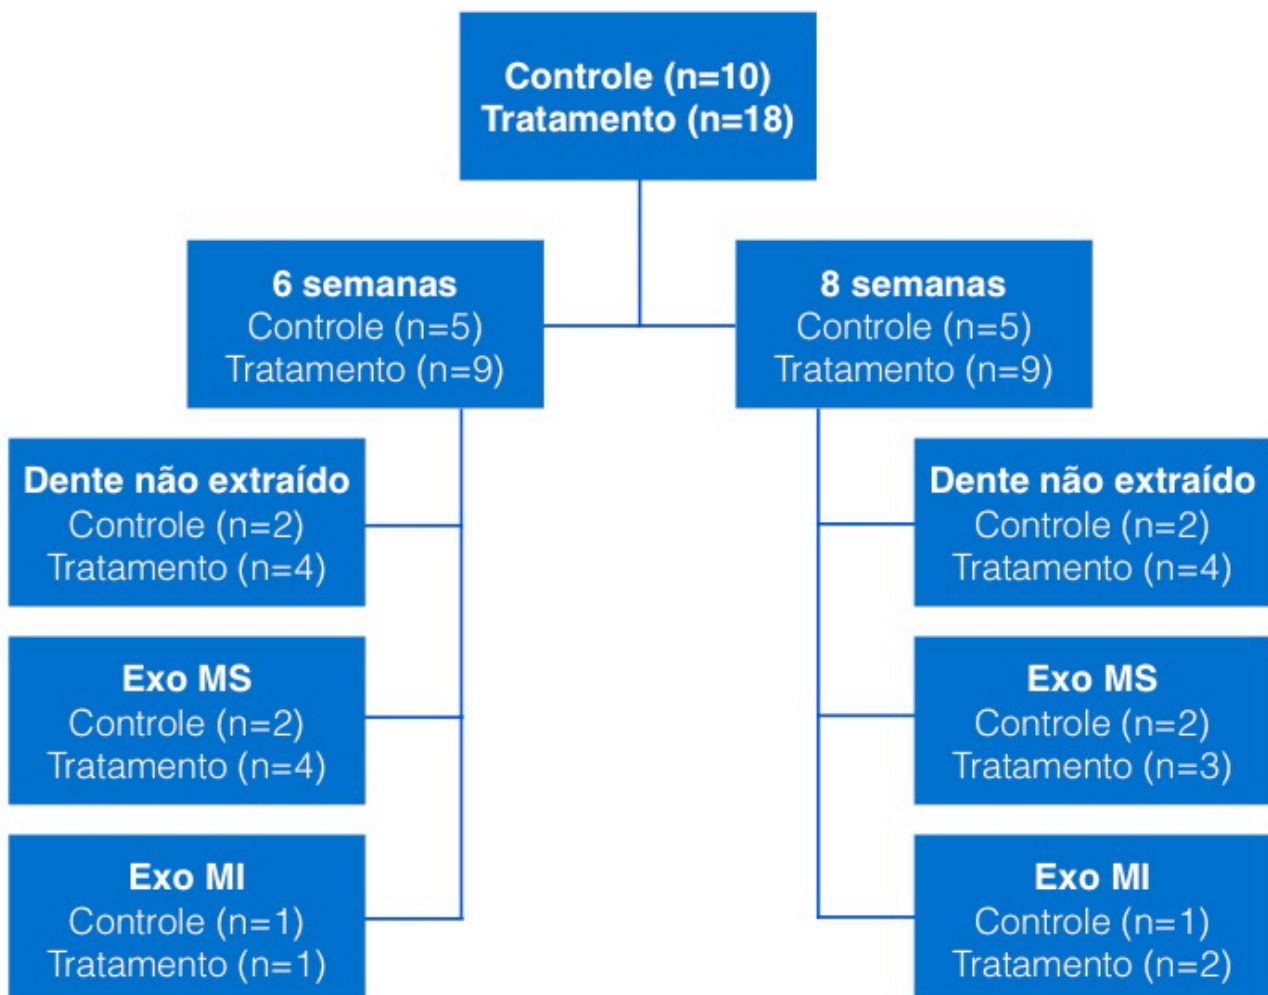 Controle (n=10)
Tratamento (n=18)
6 semanas
Controle (n=5)
Tratamento (n=9)
8 semanas
Controle (n=5)
Tratamento (n=9)
Dente não extraído
Controle (n=2)
Tratamento (n=4)
Exo MS
Controle (n=2)
Tratamento (n=4)
Exo MI
Controle (n=1)
Tratamento (n=1)
Dente não extraído
Controle (n=2)
Tratamento (n=4)
Exo MS
Controle (n=2)
Tratamento (n=3)
Exo MI
Controle (n=1)
Tratamento (n=2)